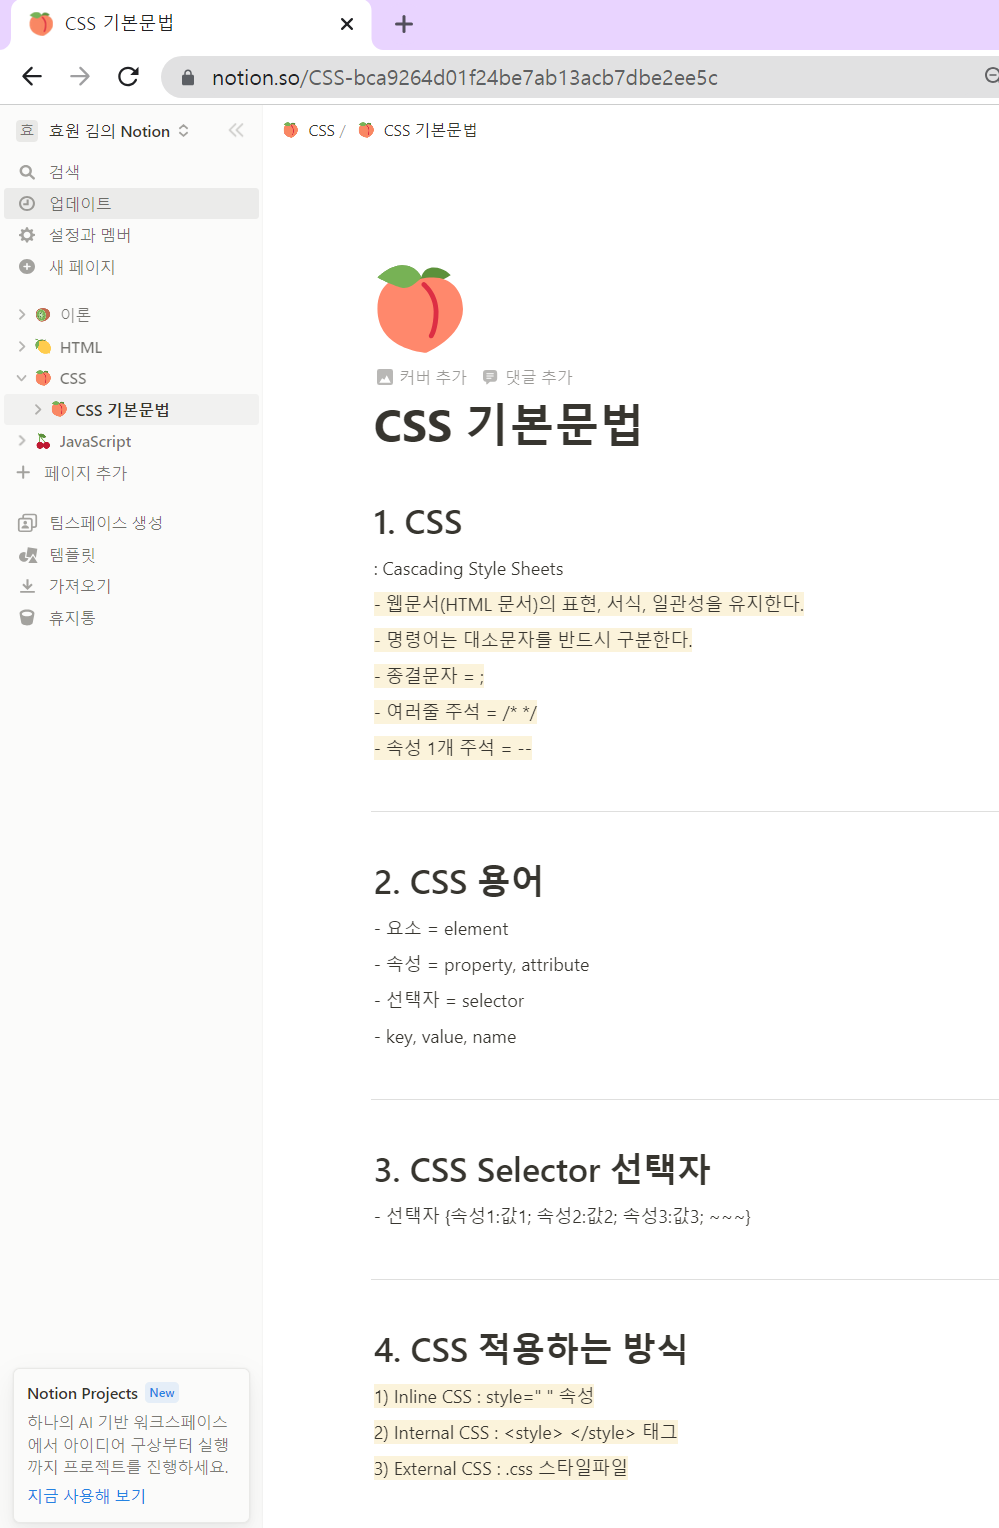 CSS 기본문법
notion.so/CSS-bca9264d01f24be7ab13acb7dbe2ee5c
효 효원 김의 Notion
CSS / CSS 기본문법
검색
업데이트
설정과 멤버
새 페이지
이론
HTML
CSS
CSS 기본문법
JavaScript
페이지 추가
팀스페이스 생성
템플릿
가져오기
휴지통
Notion Projects New
하나의 AI 기반 워크스페이스
에서 아이디어 구상부터 실행
까지 프로젝트를 진행하세요.
지금 사용해 보기
커버 추가 댓글 추가
CSS 기본문법
1. CSS
: Cascading Style Sheets
- 웹문서(HTML 문서)의 표현, 서식, 일관성을 유지한다.
- 명령어는 대소문자를 반드시 구분한다.
- 종결문자 = ;
- 여러줄 주석 = /* */
- 속성 1개 주석 = --
2. CSS 용어
- 요소 = element
- 속성 = property, attribute
- 선택자 = selector
- key, value, name
3. CSS Selector 선택자
- 선택자 {속성1:값1; 속성2:값2; 속성3:값3; ~~~}
4. CSS 적용하는 방식
1) Inline CSS : style=" " 속성
2) Internal CSS : <style> </style> 태그
3) External CSS : .css 스타일파일